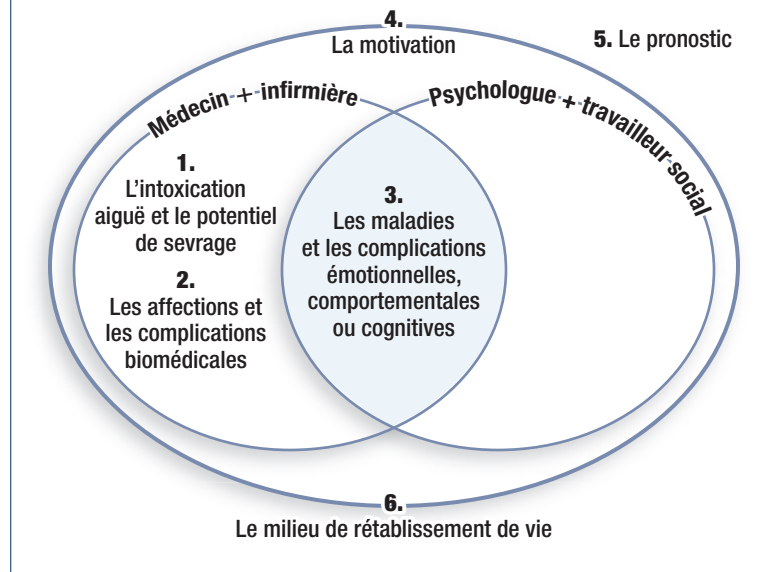 4.
La motivation
5. Le pronostic
Médecin + infirmière
Psychologue + travailleur social
1.
L'intoxication
aiguë et le potentiel
de sevrage
2.
Les affections et
les complications
biomédicales
3.
Les maladies
et les complications
émotionnelles,
comportementales
ou cognitives
6.
Le milieu de rétablissement de vie